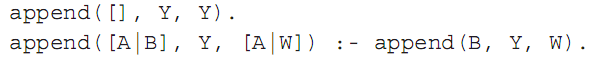 append([], Y, Y).
append([A|B], Y, [A|W]) :- append(B, Y, W).